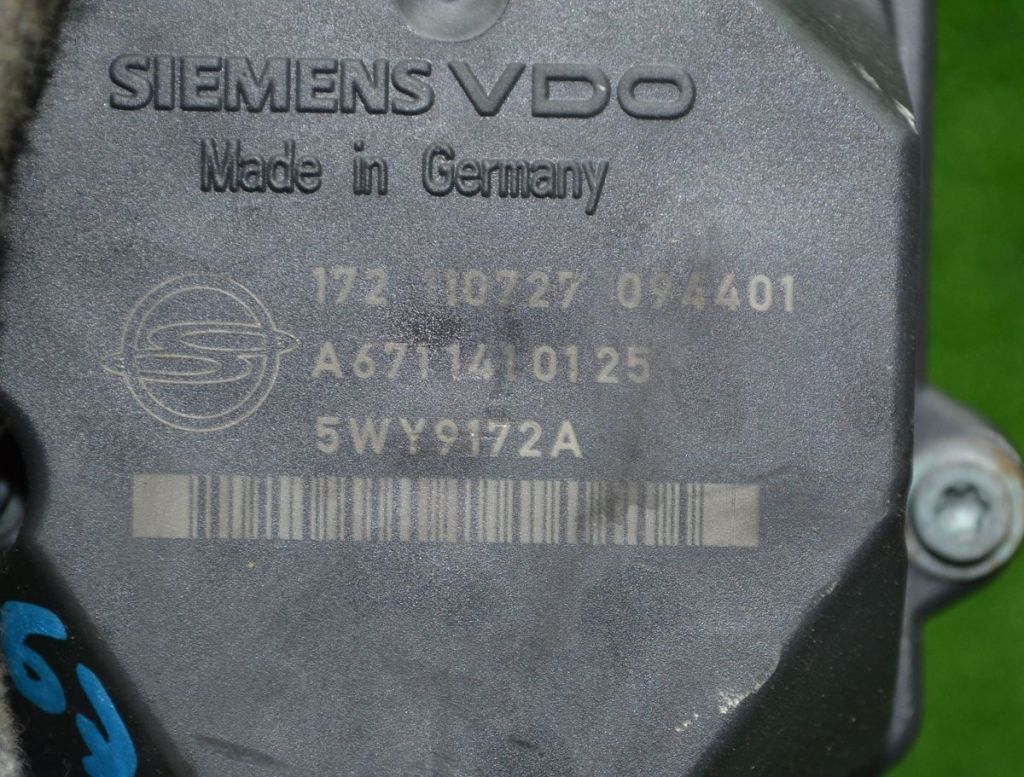 SIEMENS VDO
Made in Germany
172 110727 094401
A6711410125
5WY9172A